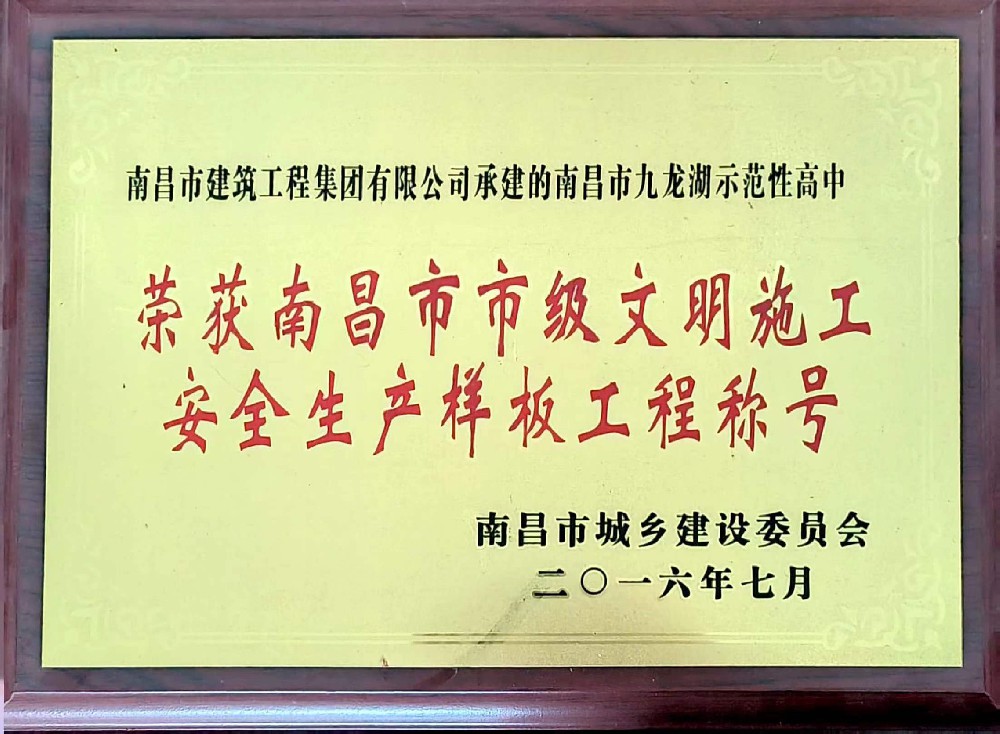 南昌市建筑工程集团有限公司承建的南昌市九龙湖示范性高中
荣获南昌市市级文明施工
安全生产样板工程称号
南昌市城乡建设委员会
二〇一六年七月